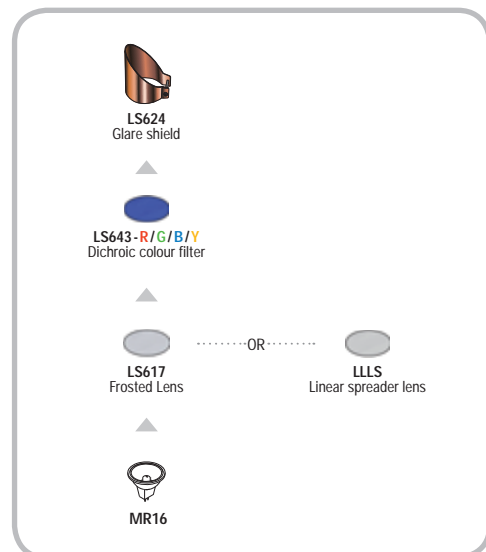 LS624
Glare shield
LS643-R/G/B/Y
Dichroic colour filter
OR
LS617
Frosted Lens
LLLS
Linear spreader lens
MR16